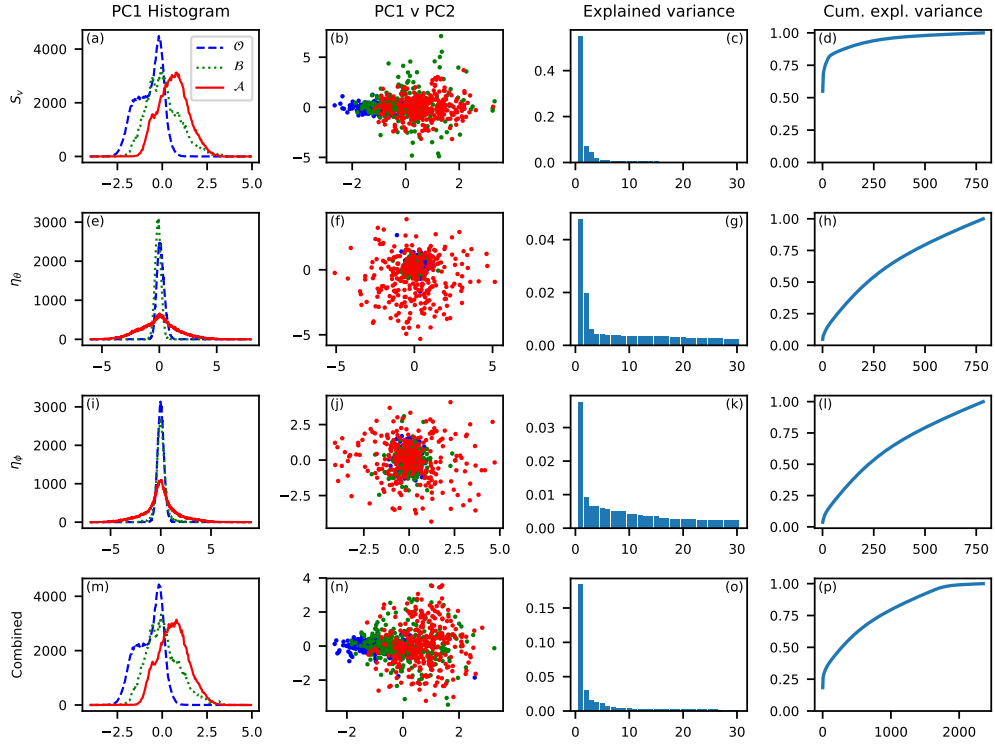 PC1 Histogram PC1 v PC2 Explained variance Cum. expl. variance
(a) (b) (c) (d)
𝒪
ℬ
𝒜
S_ν
4000
2000
0
−2.5 0.0 2.5 5.0
5
0
−5
−2 0 2
0.4
0.2
0.0
0 10 20 30
1.00
0.75
0.50
0.25
0.00
0 250 500 750
(e) (f) (g) (h)
η_θ
3000
2000
1000
0
−5 0 5
0
−5
−5 0 5
0.04
0.02
0.00
0 10 20 30
1.00
0.75
0.50
0.25
0.00
0 250 500 750
(i) (j) (k) (l)
η_ϕ
3000
2000
1000
0
−5 0 5
2.5
0.0
−2.5
−2.5 0.0 2.5 5.0
0.03
0.02
0.01
0.00
0 10 20 30
1.00
0.75
0.50
0.25
0.00
0 250 500 750
(m) (n) (o) (p)
Combined
4000
2000
0
−2.5 0.0 2.5 5.0
4
2
0
−2
−2 −1 0 1 2 3
0.15
0.10
0.05
0.00
0 10 20 30
1.00
0.75
0.50
0.25
0.00
0 1000 2000